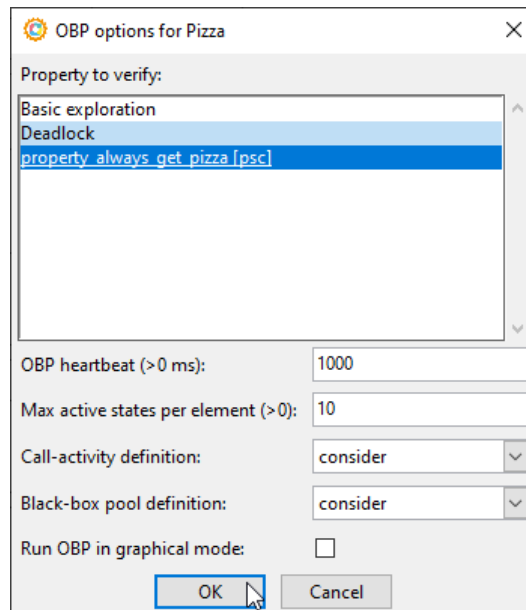 OBP options for Pizza
Property to verify:
Basic exploration
Deadlock
property_always_get_pizza [psc]
OBP heartbeat (>0 ms): 1000
Max active states per element (>0): 10
Call-activity definition: consider
Black-box pool definition: consider
Run OBP in graphical mode:
OK Cancel